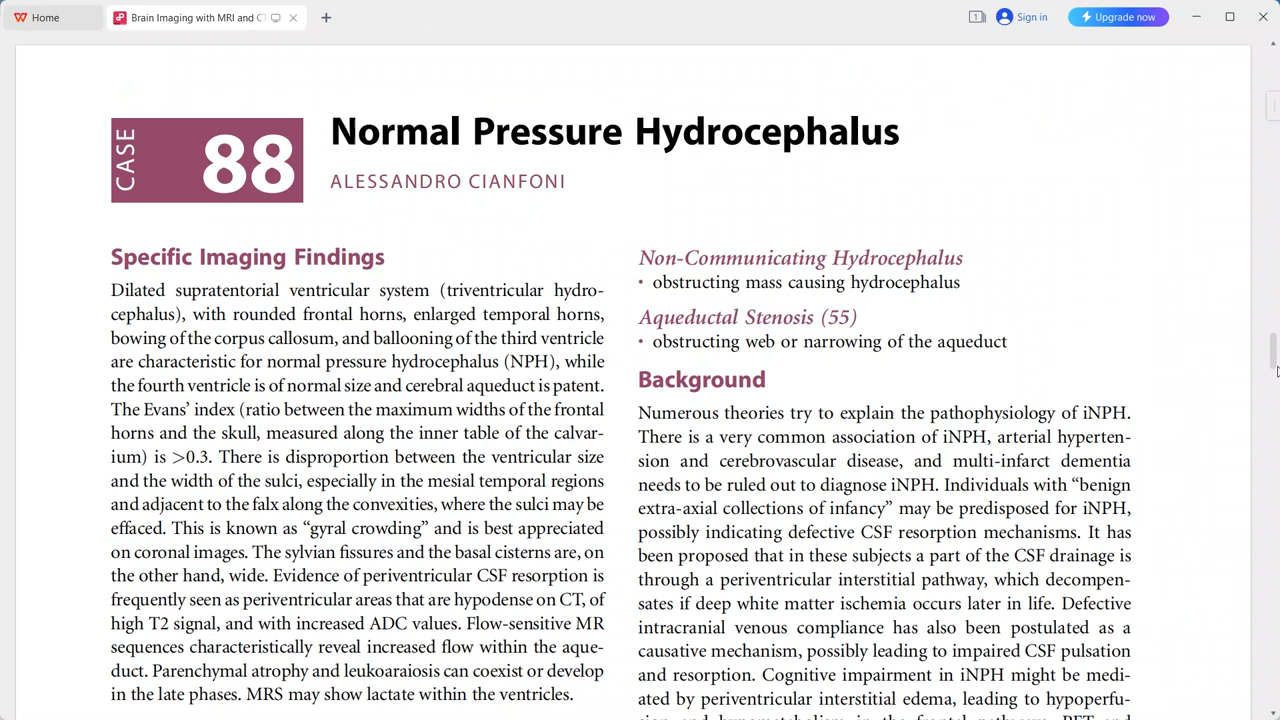 Home
Brain Imaging with MRI and C
1
Sign in
Upgrade now
CASE
88
Normal Pressure Hydrocephalus
ALESSANDRO CIANFONI
Specific Imaging Findings
Dilated supratentorial ventricular system (triventricular hydro-
cephalus), with rounded frontal horns, enlarged temporal horns,
bowing of the corpus callosum, and ballooning of the third ventricle
are characteristic for normal pressure hydrocephalus (NPH), while
the fourth ventricle is of normal size and cerebral aqueduct is patent.
The Evans' index (ratio between the maximum widths of the frontal
horns and the skull, measured along the inner table of the calvar-
ium) is >0.3. There is disproportion between the ventricular size
and the width of the sulci, especially in the mesial temporal regions
and adjacent to the falx along the convexities, where the sulci may be
effaced. This is known as “gyral crowding” and is best appreciated
on coronal images. The sylvian fissures and the basal cisterns are, on
the other hand, wide. Evidence of periventricular CSF resorption is
frequently seen as periventricular areas that are hypodense on CT, of
high T2 signal, and with increased ADC values. Flow-sensitive MR
sequences characteristically reveal increased flow within the aque-
duct. Parenchymal atrophy and leukoaraiosis can coexist or develop
in the late phases. MRS may show lactate within the ventricles.
Non-Communicating Hydrocephalus
• obstructing mass causing hydrocephalus
Aqueductal Stenosis (55)
• obstructing web or narrowing of the aqueduct
Background
Numerous theories try to explain the pathophysiology of iNPH.
There is a very common association of iNPH, arterial hyperten-
sion and cerebrovascular disease, and multi-infarct dementia
needs to be ruled out to diagnose iNPH. Individuals with “benign
extra-axial collections of infancy” may be predisposed for iNPH,
possibly indicating defective CSF resorption mechanisms. It has
been proposed that in these subjects a part of the CSF drainage is
through a periventricular interstitial pathway, which decompen-
sates if deep white matter ischemia occurs later in life. Defective
intracranial venous compliance has also been postulated as a
causative mechanism, possibly leading to impaired CSF pulsation
and resorption. Cognitive impairment in iNPH might be medi-
ated by periventricular interstitial edema, leading to hypoperfu-